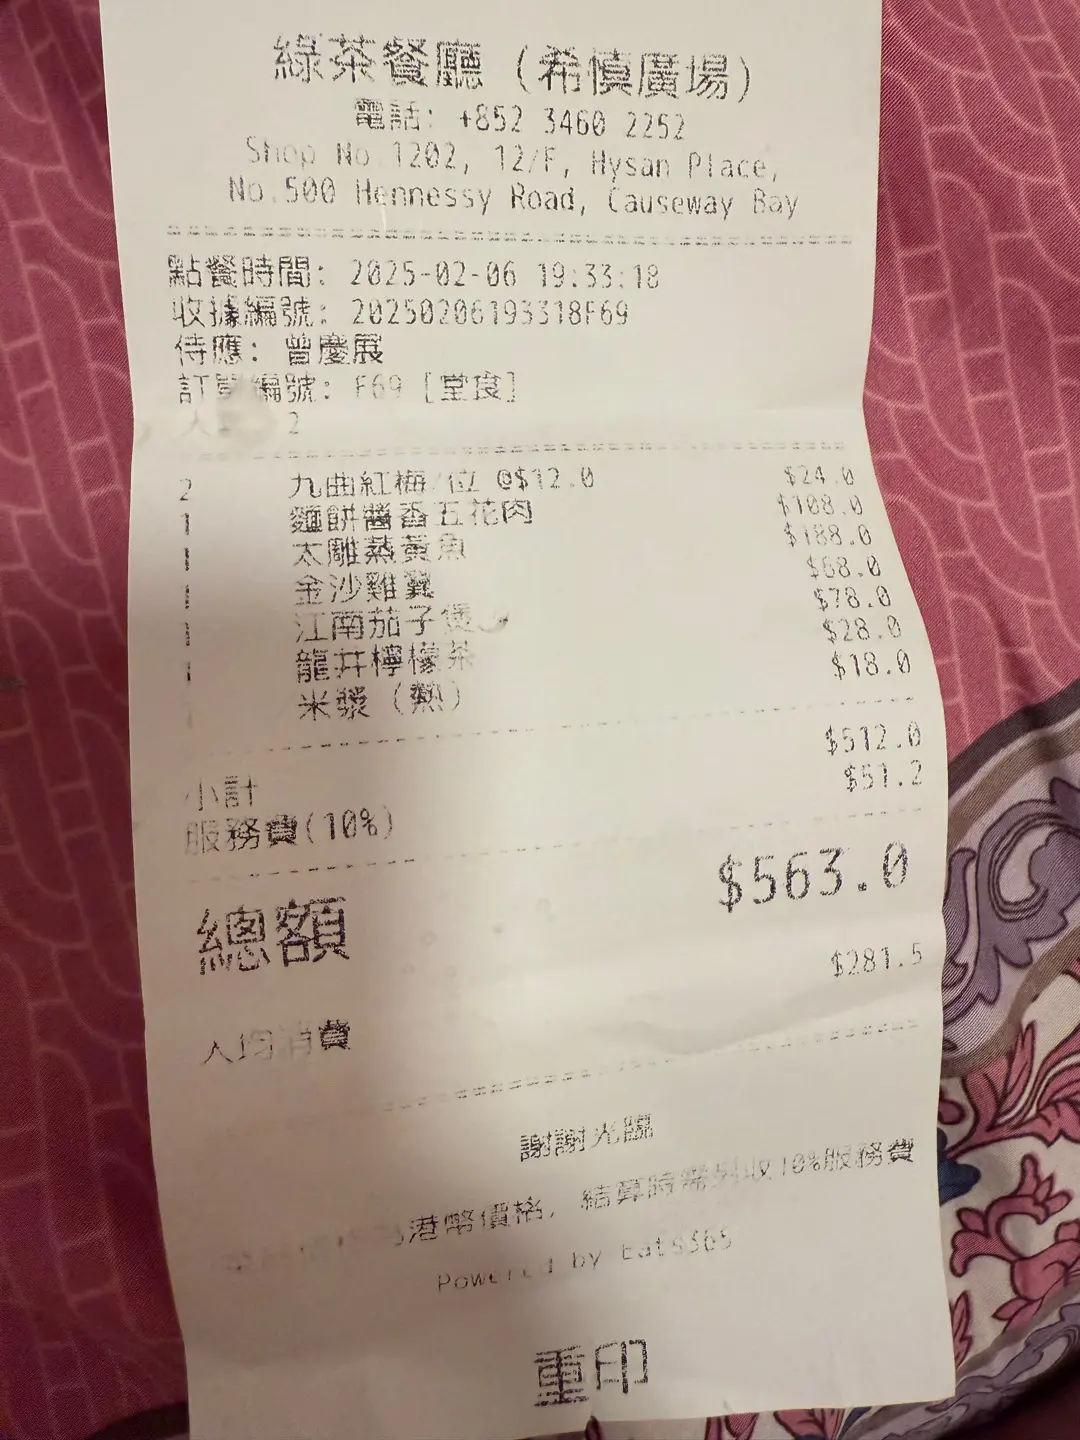 綠茶餐廳 (希慎廣場)
電話: +852 3460 2252
Shop No.1202, 12/F, Hysan Place,
No.500 Hennessy Road, Causeway Bay
點餐時間: 2025-02-06 19:33:18
收據編號: 20250206193318F69
侍應: 曾慶展
訂單編號: F69 [堂食]
人 2
2 九曲紅梅/位 @$12.0 $24.0
1 麵餅醬香五花肉 $108.0
1 太雕蒸黃魚 $188.0
1 金沙雞翼 $68.0
1 江南茄子煲 $78.0
1 龍井檸檬茶 $28.0
1 米漿 (熱) $18.0
小計 $512.0
服務費(10%) $51.2
總額 $563.0
人均消費 $281.5
謝謝光臨
港幣價格, 結算時需另收10%服務費
Powered by Eats365
重印